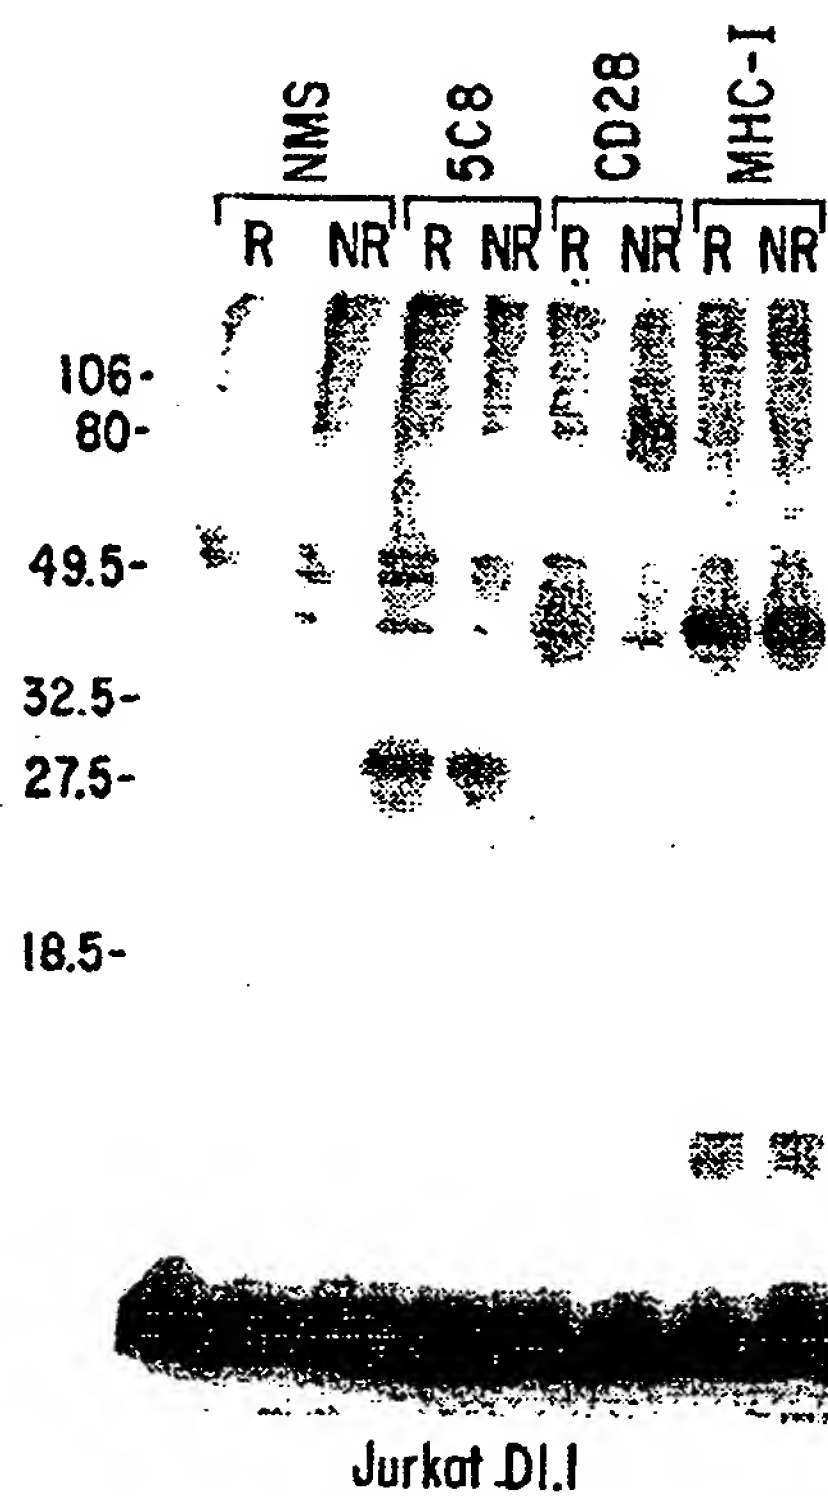 NMS 5C8 CD28 MHC-I
R NR R NR R NR R NR
106-
80-
49.5-
32.5-
27.5-
18.5-
Jurkat D1.1